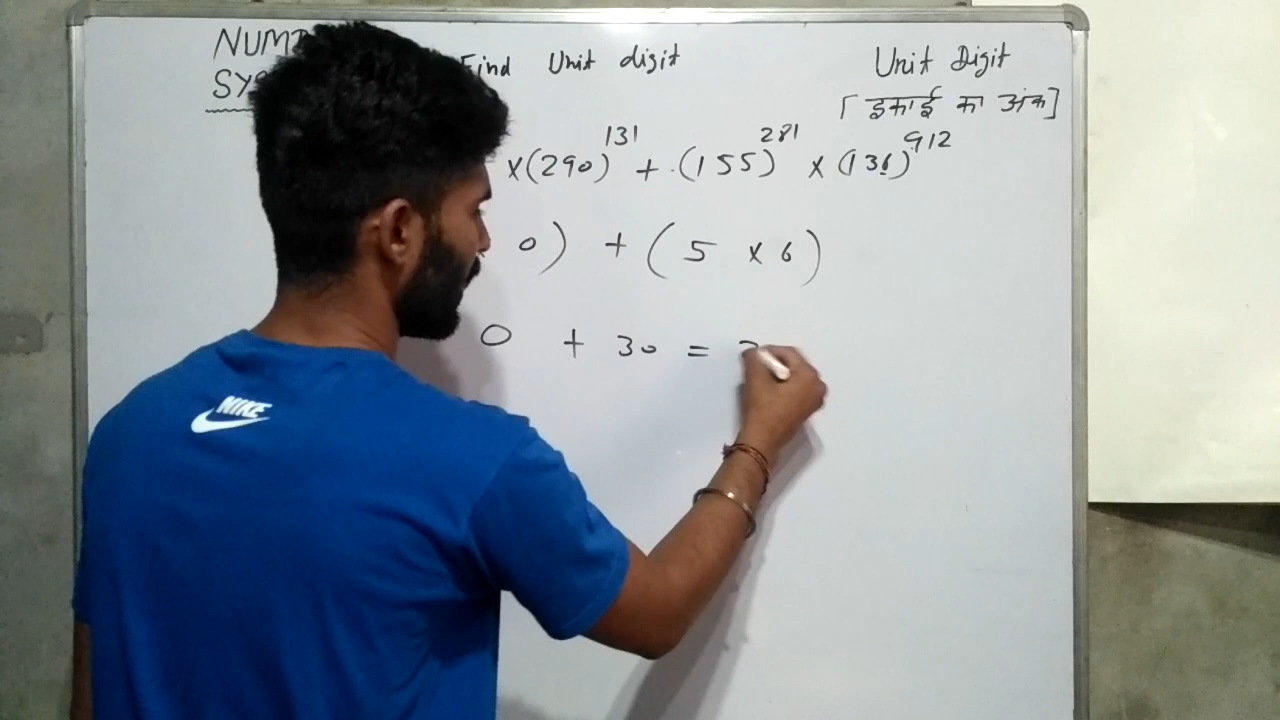 NUM
SYS
Find Unit digit
Unit Digit
[इकाई का अंक]
×(290)^131 + (155)^281 × (136)^912
0) + (5 × 6)
0 + 30 =
NIKE